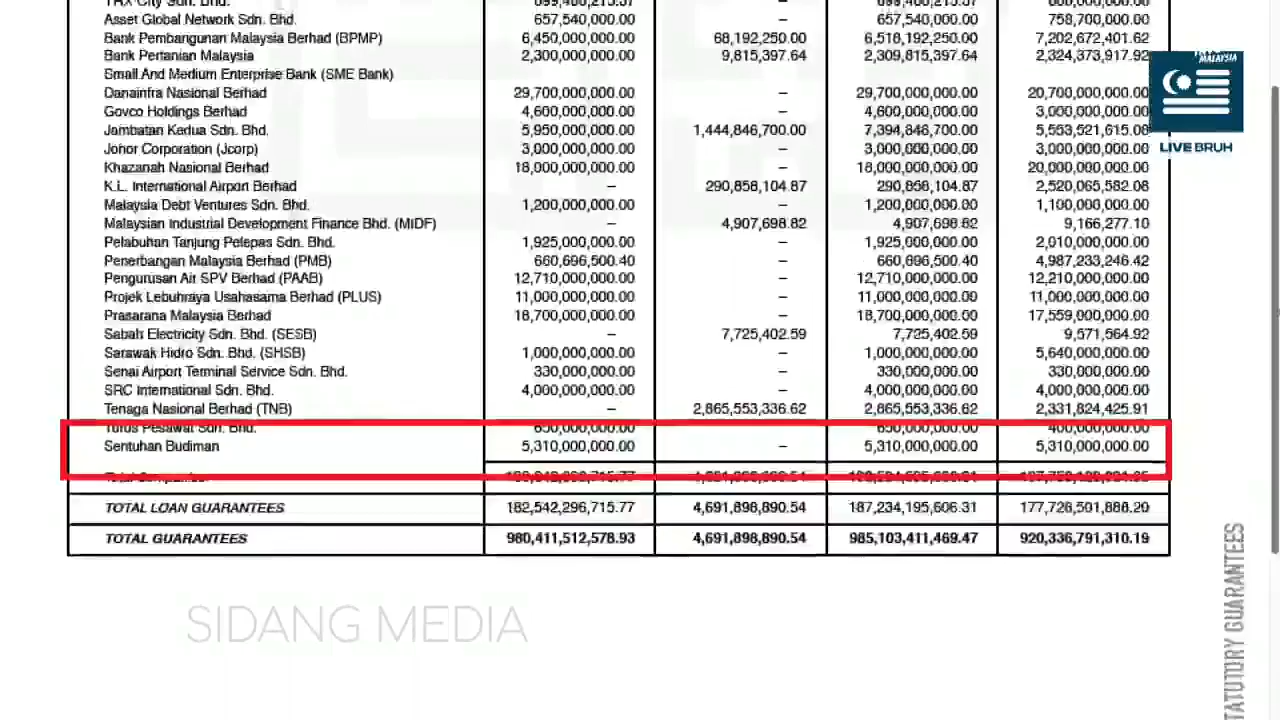 Asset Global Network Sdn. Bhd. 657,540,000.00 – 657,540,000.00 758,700,000.00
Bank Pembangunan Malaysia Berhad (BPMP) 6,450,000,000.00 68,192,250.00 6,518,192,250.00 7,202,672,401.62
Bank Pertanian Malaysia 2,300,000,000.00 9,815,397.64 2,309,815,397.64 2,324,373,917.92
Small And Medium Enterprise Bank (SME Bank)
Danainfra Nasional Berhad 29,700,000,000.00 – 29,700,000,000.00 20,700,000,000.00
Govco Holdings Berhad 4,600,000,000.00 – 4,600,000,000.00 3,000,000,000.00
Jambatan Kedua Sdn. Bhd. 5,950,000,000.00 1,444,846,700.00 7,394,846,700.00 5,553,521,615.08
Johor Corporation (Jcorp) 3,000,000,000.00 – 3,000,000,000.00 3,000,000,000.00
Khazanah Nasional Berhad 18,000,000,000.00 – 18,000,000,000.00 20,000,000,000.00
K.L. International Airport Berhad – 290,858,104.87 290,858,104.87 2,520,065,582.08
Malaysia Debt Ventures Sdn. Bhd. 1,200,000,000.00 – 1,200,000,000.00 1,100,000,000.00
Malaysian Industrial Development Finance Bhd. (MIDF) – 4,907,698.82 4,907,698.82 9,166,277.10
Pelabuhan Tanjung Pelepas Sdn. Bhd. 1,925,000,000.00 – 1,925,000,000.00 2,010,000,000.00
Penerbangan Malaysia Berhad (PMB) 660,696,500.40 – 660,696,500.40 4,987,233,246.42
Pengurusan Air SPV Berhad (PAAB) 12,710,000,000.00 – 12,710,000,000.00 12,210,000,000.00
Projek Lebuhraya Usahasama Berhad (PLUS) 11,000,000,000.00 – 11,000,000,000.00 11,000,000,000.00
Prasarana Malaysia Berhad 18,700,000,000.00 – 18,700,000,000.00 17,559,000,000.00
Sabah Electricity Sdn. Bhd. (SESB) – 7,725,402.59 7,725,402.59 9,571,564.92
Sarawak Hidro Sdn. Bhd. (SHSB) 1,000,000,000.00 – 1,000,000,000.00 5,640,000,000.00
Senai Airport Terminal Service Sdn. Bhd. 330,000,000.00 – 330,000,000.00 330,000,000.00
SRC International Sdn. Bhd. 4,000,000,000.00 – 4,000,000,000.00 4,000,000,000.00
Tenaga Nasional Berhad (TNB) – 2,865,553,336.62 2,865,553,336.62 2,331,824,425.91
Turus Pesawat Sdn. Bhd. 650,000,000.00 – 650,000,000.00 400,000,000.00
Sentuhan Budiman 5,310,000,000.00 – 5,310,000,000.00 5,310,000,000.00
TOTAL LOAN GUARANTEES 182,542,296,715.77 4,691,898,890.54 187,234,195,606.31 177,726,501,886.20
TOTAL GUARANTEES 980,411,512,578.93 4,691,898,890.54 985,103,411,469.47 920,336,791,310.19
MALAYSIA
LIVE BRUH
SIDANG MEDIA
TATUTORY GUARANTEES